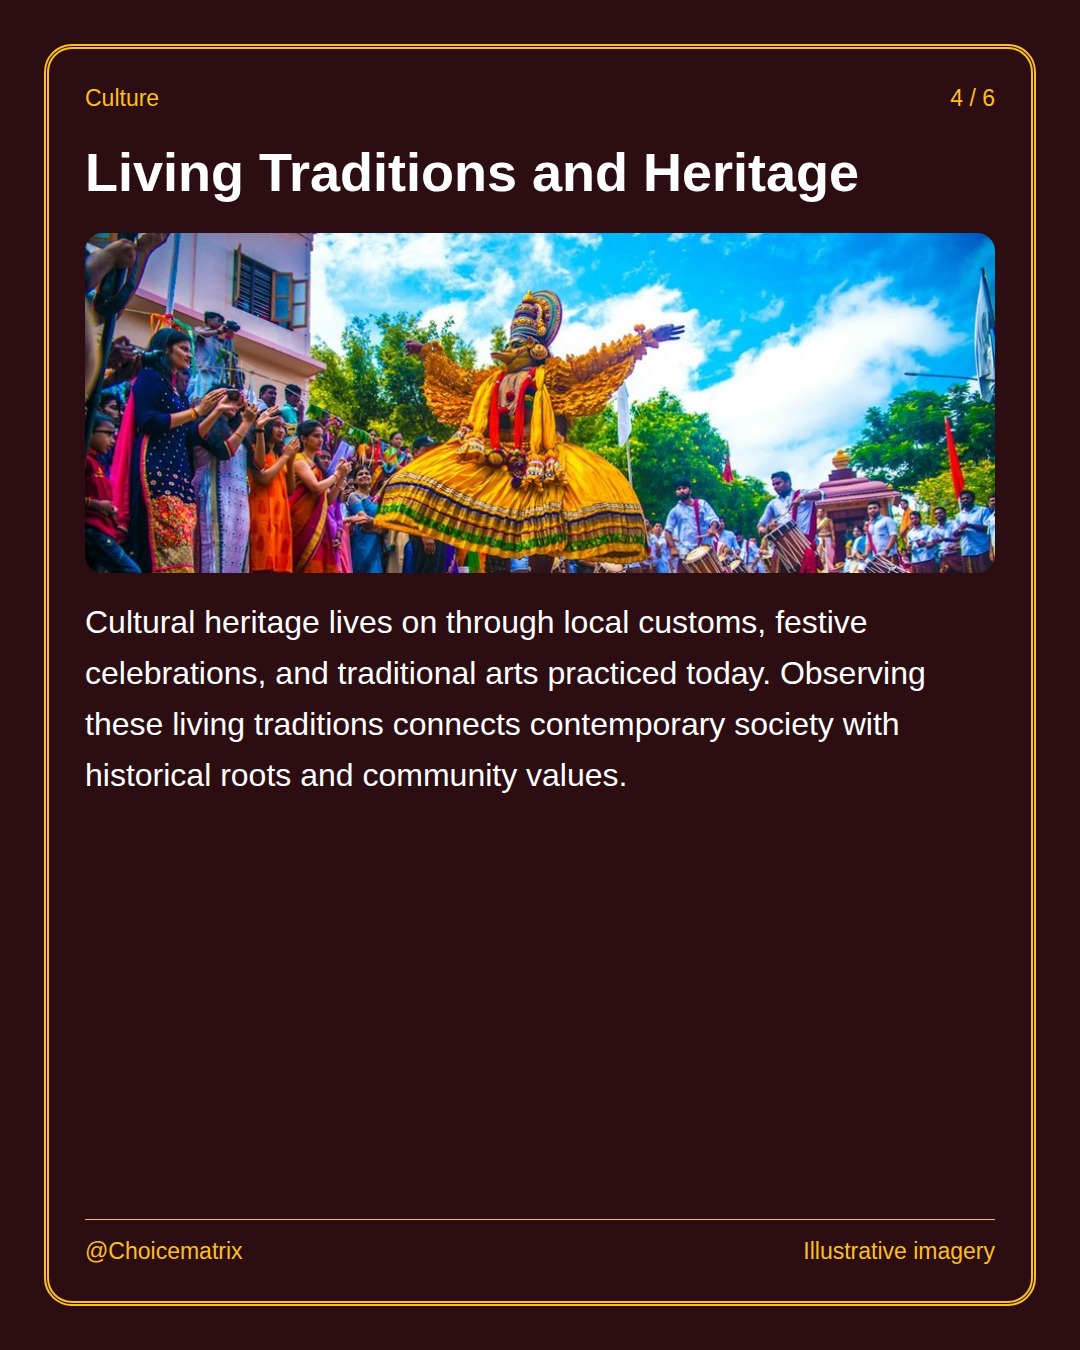 Culture
4 / 6
Living Traditions and Heritage
Cultural heritage lives on through local customs, festive
celebrations, and traditional arts practiced today. Observing
these living traditions connects contemporary society with
historical roots and community values.
@Choicematrix
Illustrative imagery